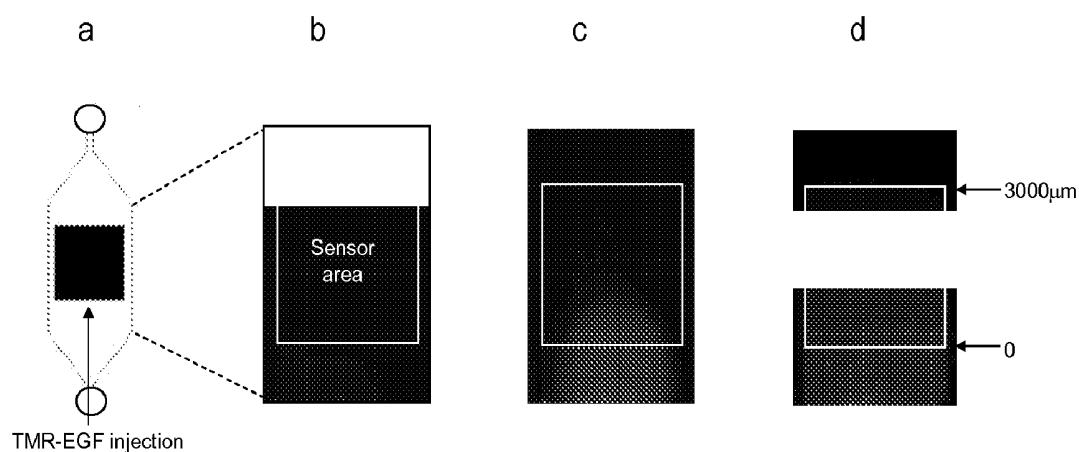 a b c d
Sensor
area
3000μm
0
TMR-EGF injection